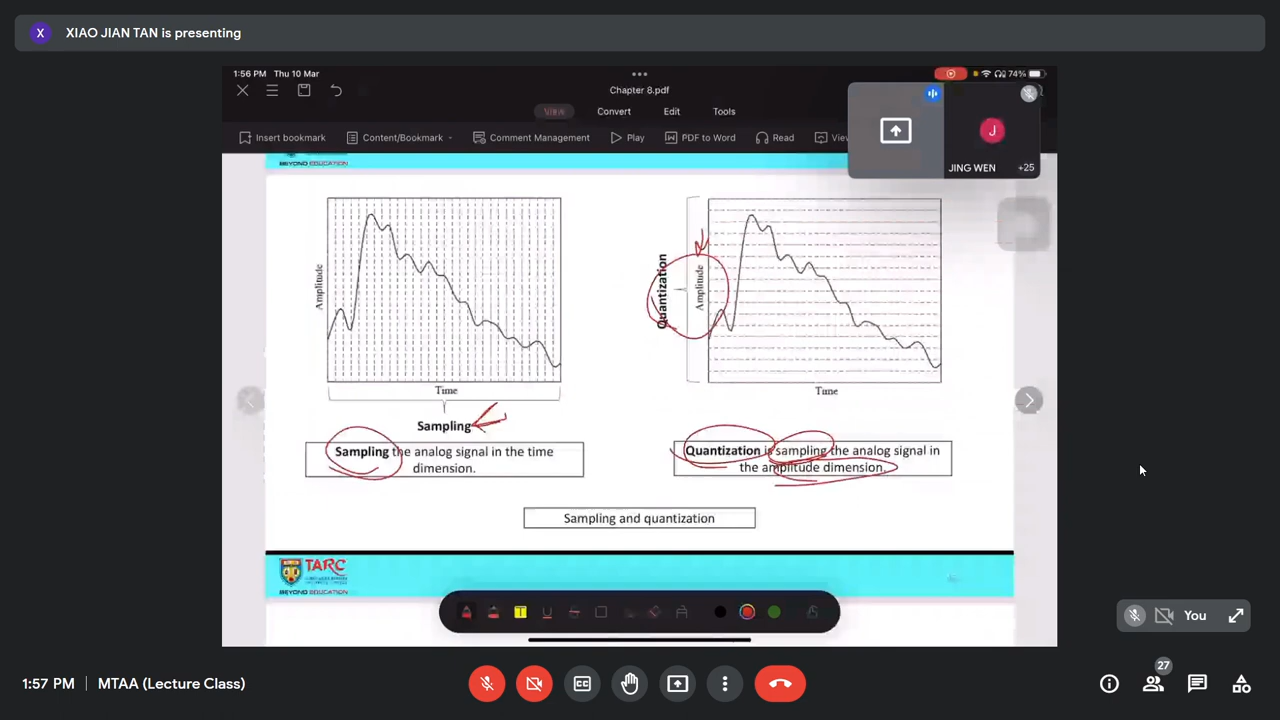 X
XIAO JIAN TAN is presenting
1:56 PM Thu 10 Mar
74%
Chapter 8.pdf
View
Convert
Edit
Tools
Insert bookmark
Content/Bookmark
Comment Management
Play
PDF to Word
Read
J
JING WEN
+25
BEYOND EDUCATION
Amplitude
Time
Sampling
Quantization
Amplitude
Time
Sampling the analog signal in the time
dimension.
Quantization is sampling the analog signal in
the amplitude dimension.
Sampling and quantization
TARC
BEYOND EDUCATION
T
You
1:57 PM
MTAA (Lecture Class)
CC
27